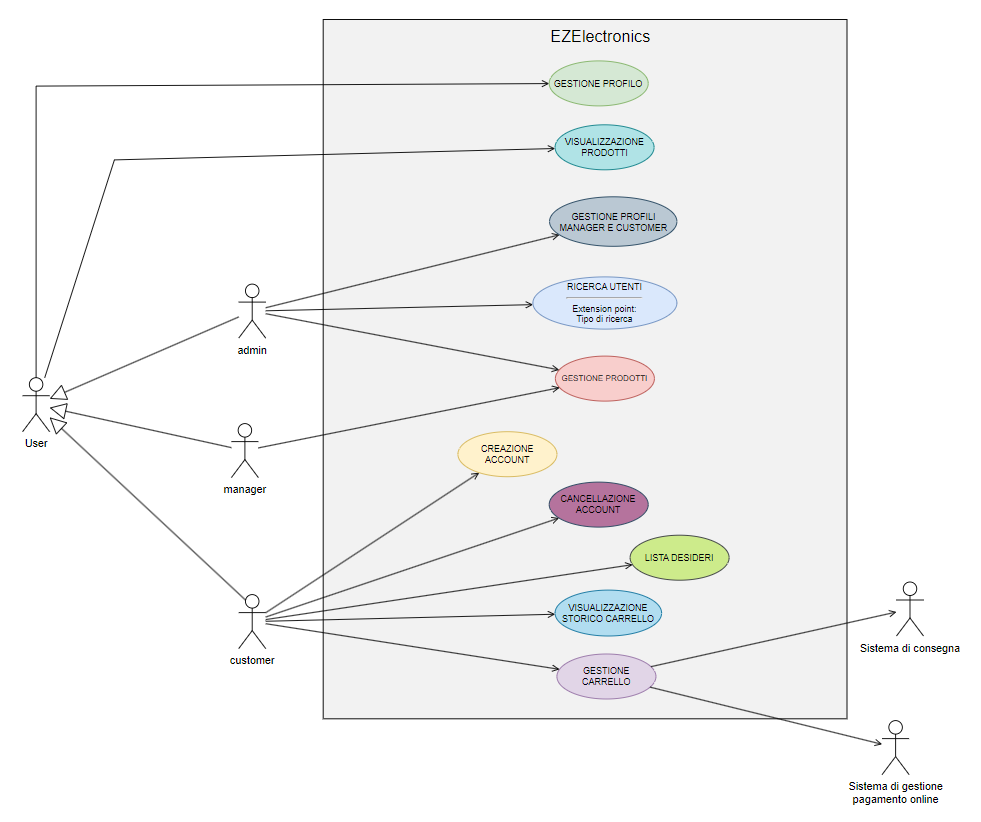 EZElectronics
GESTIONE PROFILO
VISUALIZZAZIONE
PRODOTTI
GESTIONE PROFILI
MANAGER E CUSTOMER
RICERCA UTENTI
Extension point:
Tipo di ricerca
admin
GESTIONE PRODOTTI
User
manager
CREAZIONE
ACCOUNT
CANCELLAZIONE
ACCOUNT
LISTA DESIDERI
VISUALIZZAZIONE
STORICO CARRELLO
customer
GESTIONE
CARRELLO
Sistema di consegna
Sistema di gestione
pagamento online